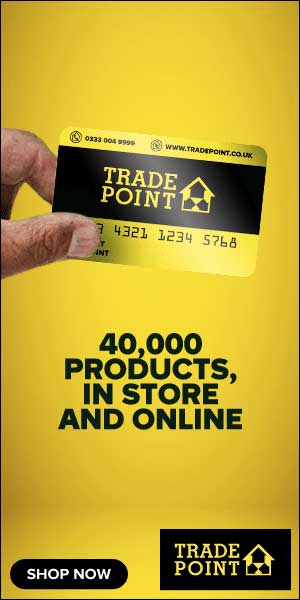 0333 004 9999
WWW.TRADEPOINT.CO.UK
TRADE
POINT
4321 1234 5768
40,000
PRODUCTS,
IN STORE
AND ONLINE
SHOP NOW
TRADE
POINT